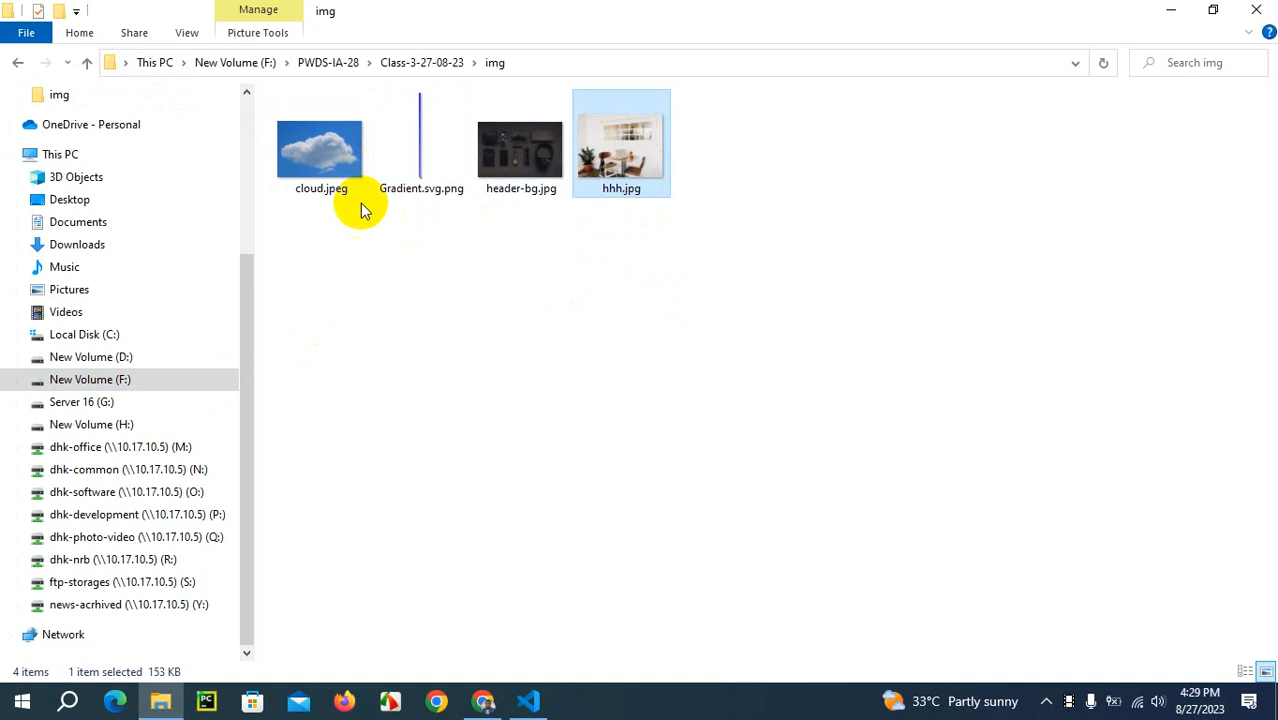 Manage
img
File
Home
Share
View
Picture Tools
This PC
New Volume (F:)
PWDS-IA-28
Class-3-27-08-23
img
Search img
img
OneDrive - Personal
This PC
3D Objects
Desktop
Documents
Downloads
Music
Pictures
Videos
Local Disk (C:)
New Volume (D:)
New Volume (F:)
Server 16 (G:)
New Volume (H:)
dhk-office (\\10.17.10.5) (M:)
dhk-common (\\10.17.10.5) (N:)
dhk-software (\\10.17.10.5) (O:)
dhk-development (\\10.17.10.5) (P:)
dhk-photo-video (\\10.17.10.5) (Q:)
dhk-nrb (\\10.17.10.5) (R:)
ftp-storages (\\10.17.10.5) (S:)
news-acrhived (\\10.17.10.5) (Y:)
Network
cloud.jpeg
Gradient.svg.png
header-bg.jpg
hhh.jpg
4 items
1 item selected 153 KB
33°C Partly sunny
4:29 PM
8/27/2023